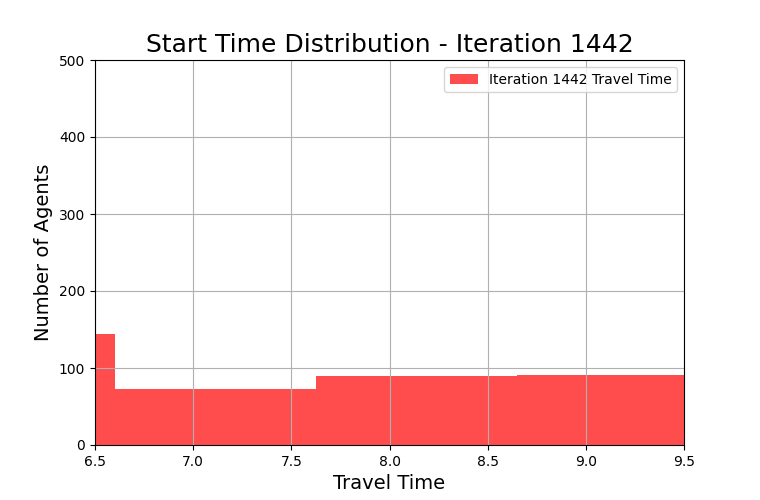 Start Time Distribution - Iteration 1442
Iteration 1442 Travel Time
Number of Agents
500
400
300
200
100
0
6.5 7.0 7.5 8.0 8.5 9.0 9.5
Travel Time